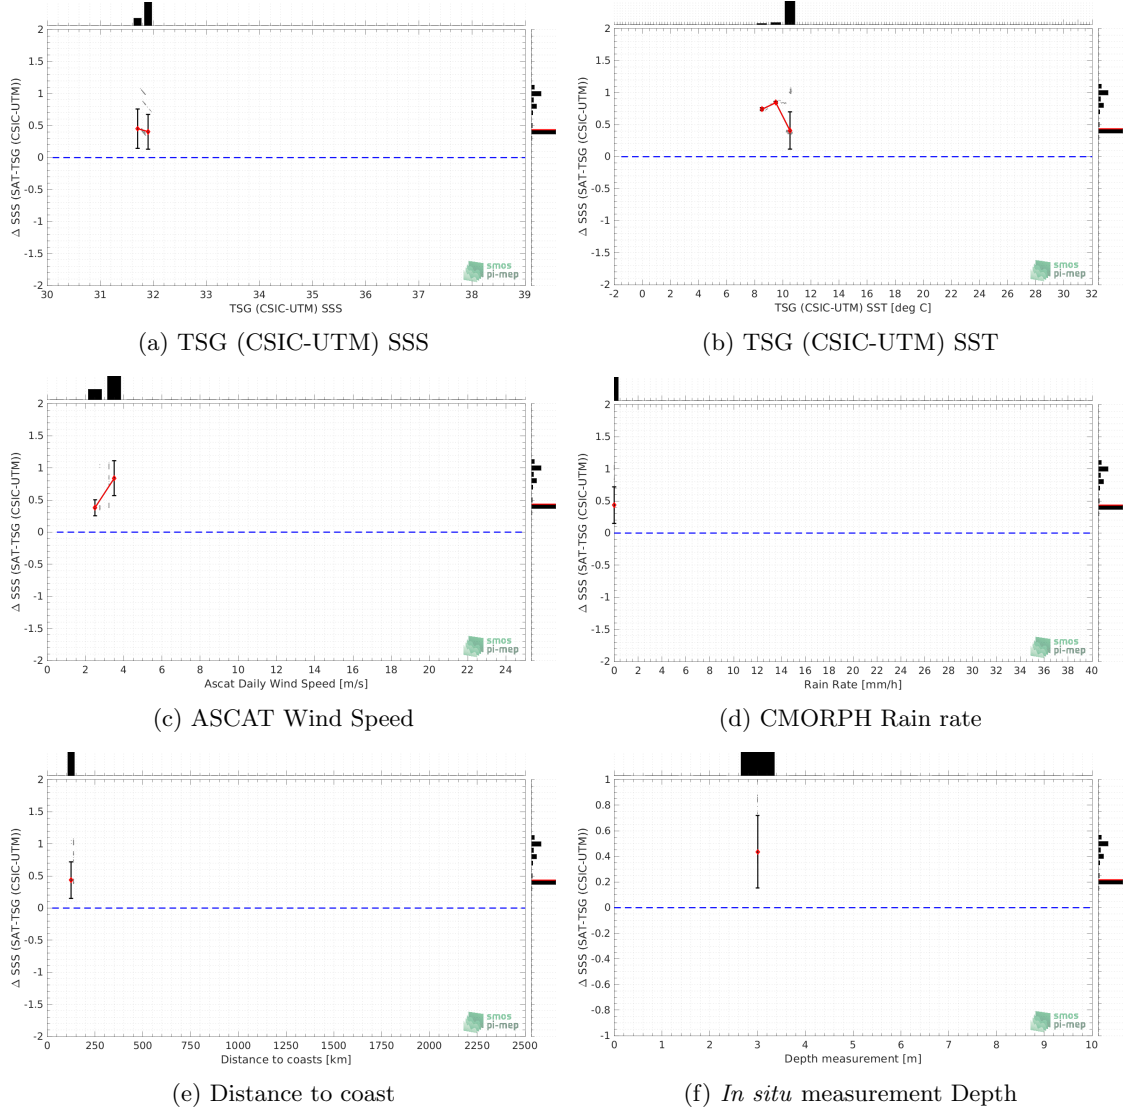 Δ SSS (SAT-TSG (CSIC-UTM))
2
1.5
1
0.5
0
-0.5
-1
-1.5
-2
30 31 32 33 34 35 36 37 38 39
TSG (CSIC-UTM) SSS
smos
pi-mep
(a) TSG (CSIC-UTM) SSS
Δ SSS (SAT-TSG (CSIC-UTM))
2
1.5
1
0.5
0
-0.5
-1
-1.5
-2
-2 0 2 4 6 8 10 12 14 16 18 20 22 24 26 28 30 32
TSG (CSIC-UTM) SST [deg C]
smos
pi-mep
(b) TSG (CSIC-UTM) SST
Δ SSS (SAT-TSG (CSIC-UTM))
2
1.5
1
0.5
0
-0.5
-1
-1.5
-2
0 2 4 6 8 10 12 14 16 18 20 22 24
Ascat Daily Wind Speed [m/s]
smos
pi-mep
(c) ASCAT Wind Speed
Δ SSS (SAT-TSG (CSIC-UTM))
2
1.5
1
0.5
0
-0.5
-1
-1.5
-2
0 2 4 6 8 10 12 14 16 18 20 22 24 26 28 30 32 34 36 38 40
Rain Rate [mm/h]
smos
pi-mep
(d) CMORPH Rain rate
Δ SSS (SAT-TSG (CSIC-UTM))
2
1.5
1
0.5
0
-0.5
-1
-1.5
-2
0 250 500 750 1000 1250 1500 1750 2000 2250 2500
Distance to coasts [km]
smos
pi-mep
(e) Distance to coast
Δ SSS (SAT-TSG (CSIC-UTM))
1
0.8
0.6
0.4
0.2
0
-0.2
-0.4
-0.6
-0.8
-1
0 1 2 3 4 5 6 7 8 9 10
Depth measurement [m]
smos
pi-mep
(f) In situ measurement Depth